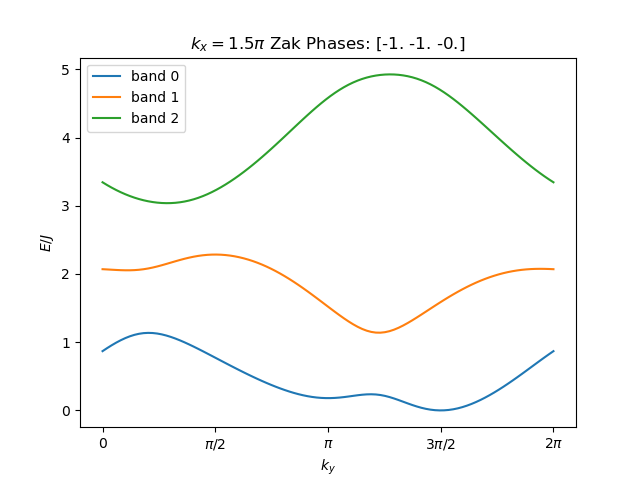 $k_x = 1.5\pi$ Zak Phases: [-1. -1. -0.]
band 0
band 1
band 2
5
4
3
2
1
0
E/J
0 π/2 π 3π/2 2π
$k_y$